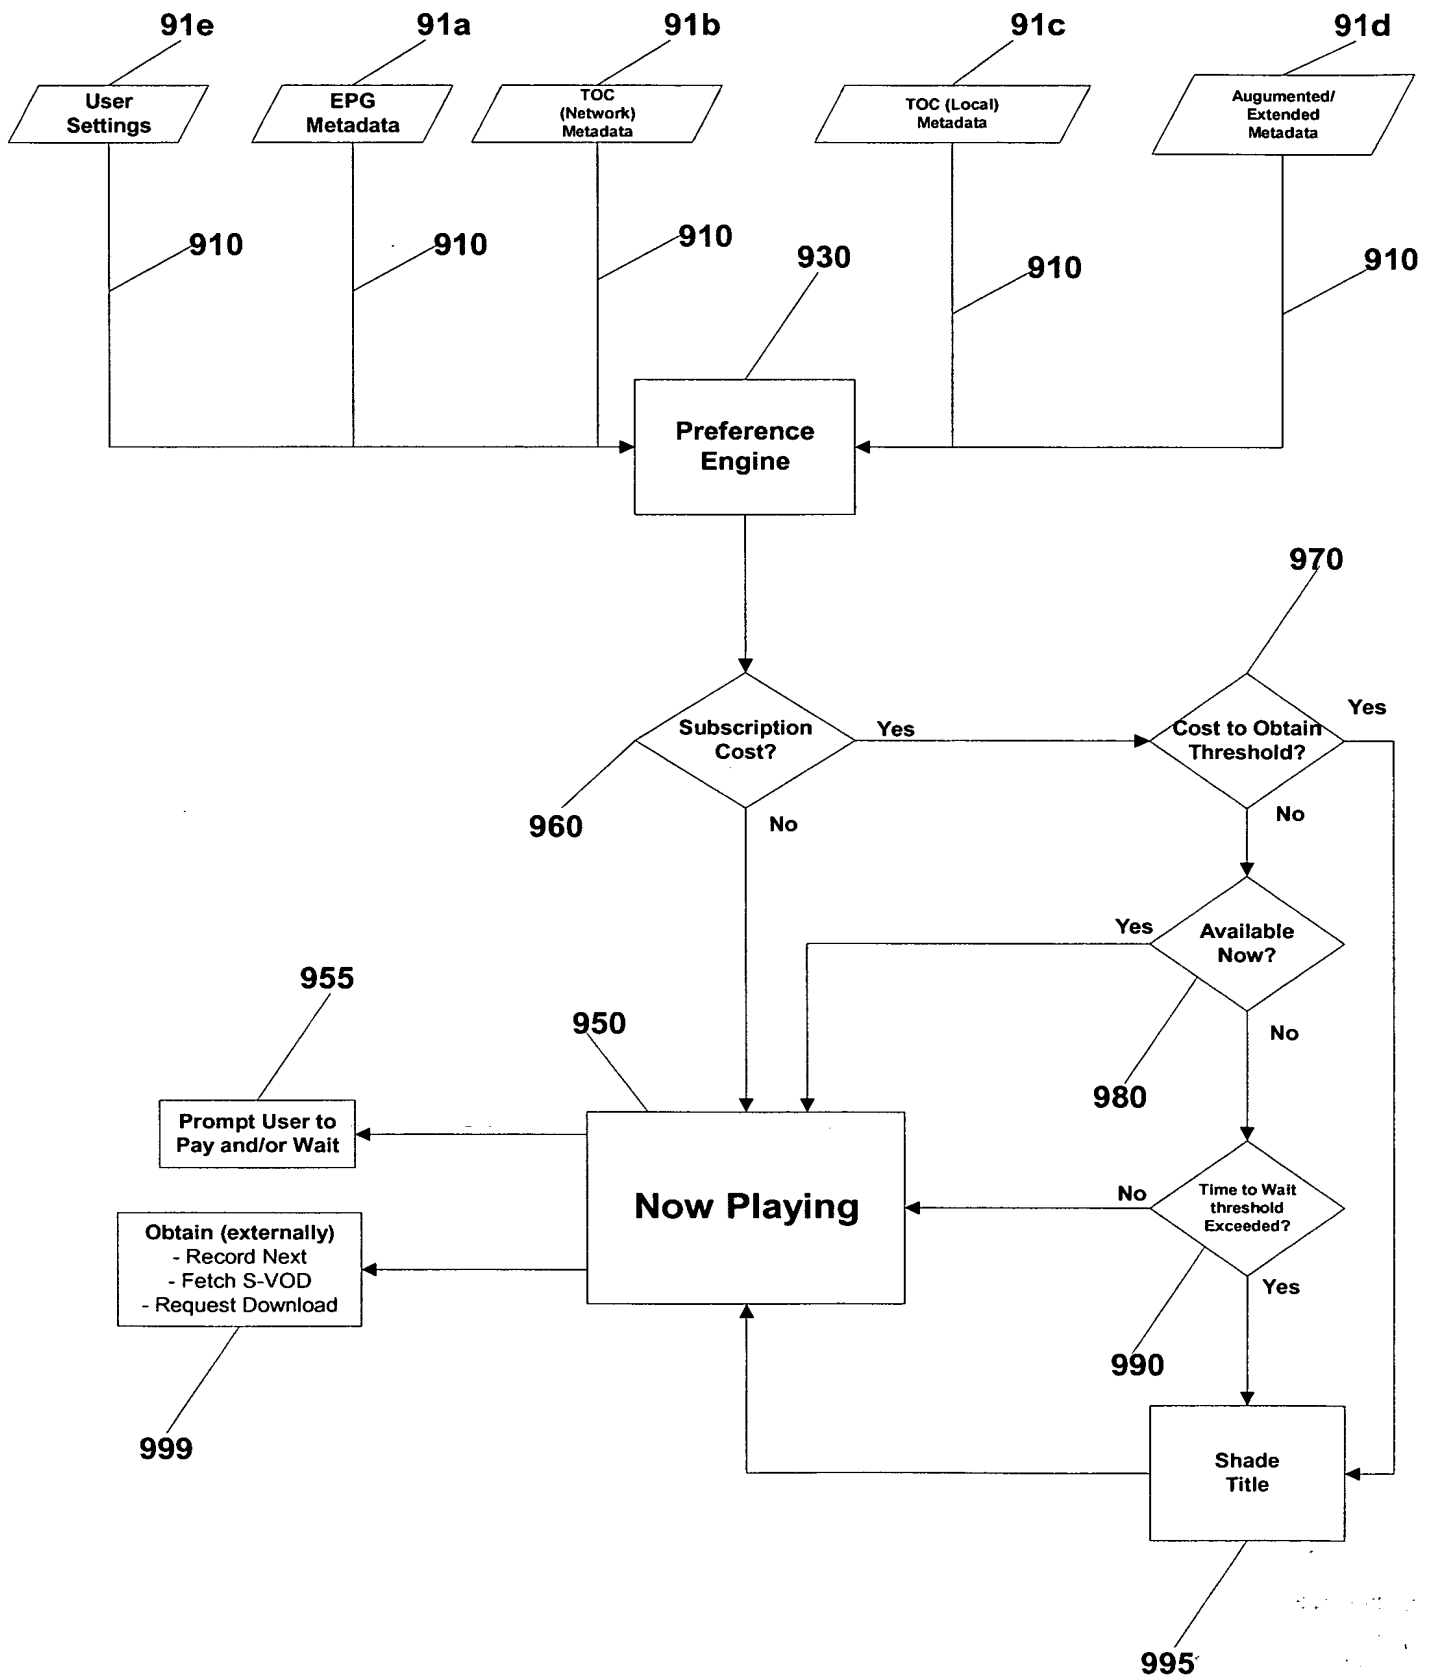 91e
91a
91b
91c
91d
User
Settings
EPG
Metadata
TOC
(Network)
Metadata
TOC (Local)
Metadata
Augumented/
Extended
Metadata
910
910
910
910
910
930
Preference
Engine
970
Subscription
Cost?
Yes
Cost to Obtain
Threshold?
Yes
960
No
No
Available
Now?
Yes
955
950
No
980
Prompt User to
Pay and/or Wait
Now Playing
No
Time to Wait
threshold
Exceeded?
Obtain (externally)
- Record Next
- Fetch S-VOD
- Request Download
Yes
990
999
Shade
Title
995